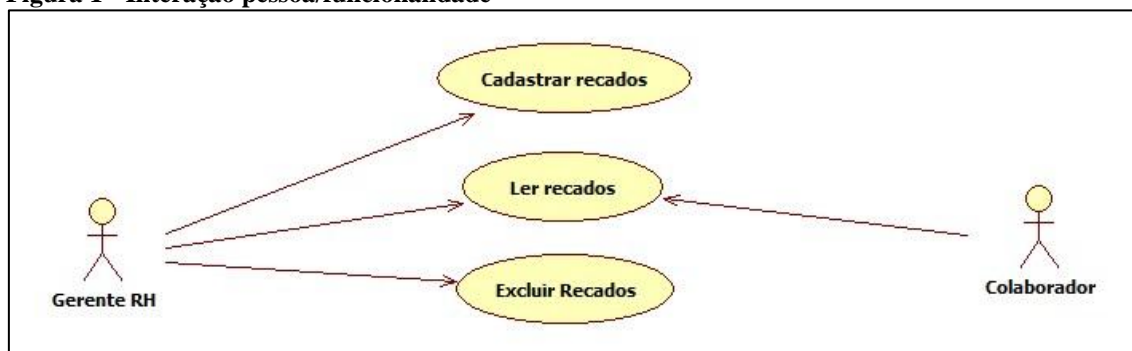 Figura 1 - Interação pessoa/funcionalidade
Cadastrar recados
Ler recados
Excluir Recados
Gerente RH
Colaborador